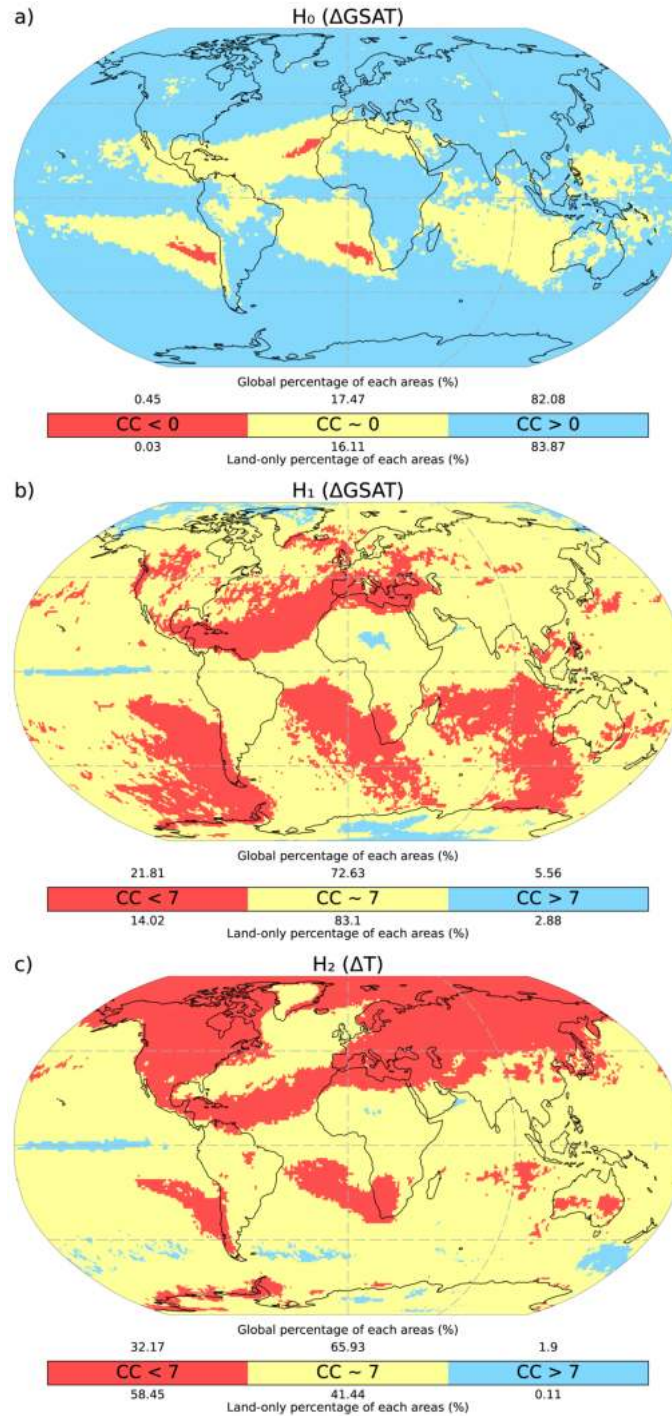 a)
H₀ (ΔGSAT)
Global percentage of each areas (%)
0.45 17.47 82.08
CC < 0 CC ~ 0 CC > 0
0.03 16.11 83.87
Land-only percentage of each areas (%)
b)
H₁ (ΔGSAT)
Global percentage of each areas (%)
21.81 72.63 5.56
CC < 7 CC ~ 7 CC > 7
14.02 83.1 2.88
Land-only percentage of each areas (%)
c)
H₂ (ΔT)
Global percentage of each areas (%)
32.17 65.93 1.9
CC < 7 CC ~ 7 CC > 7
58.45 41.44 0.11
Land-only percentage of each areas (%)